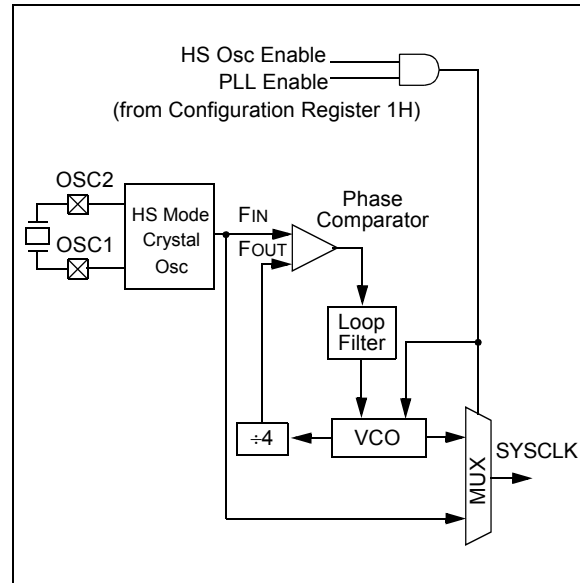 HS Osc Enable
PLL Enable
(from Configuration Register 1H)
OSC2
OSC1
HS Mode
Crystal
Osc
FIN
FOUT
Phase
Comparator
Loop
Filter
÷4
VCO
MUX
SYSCLK